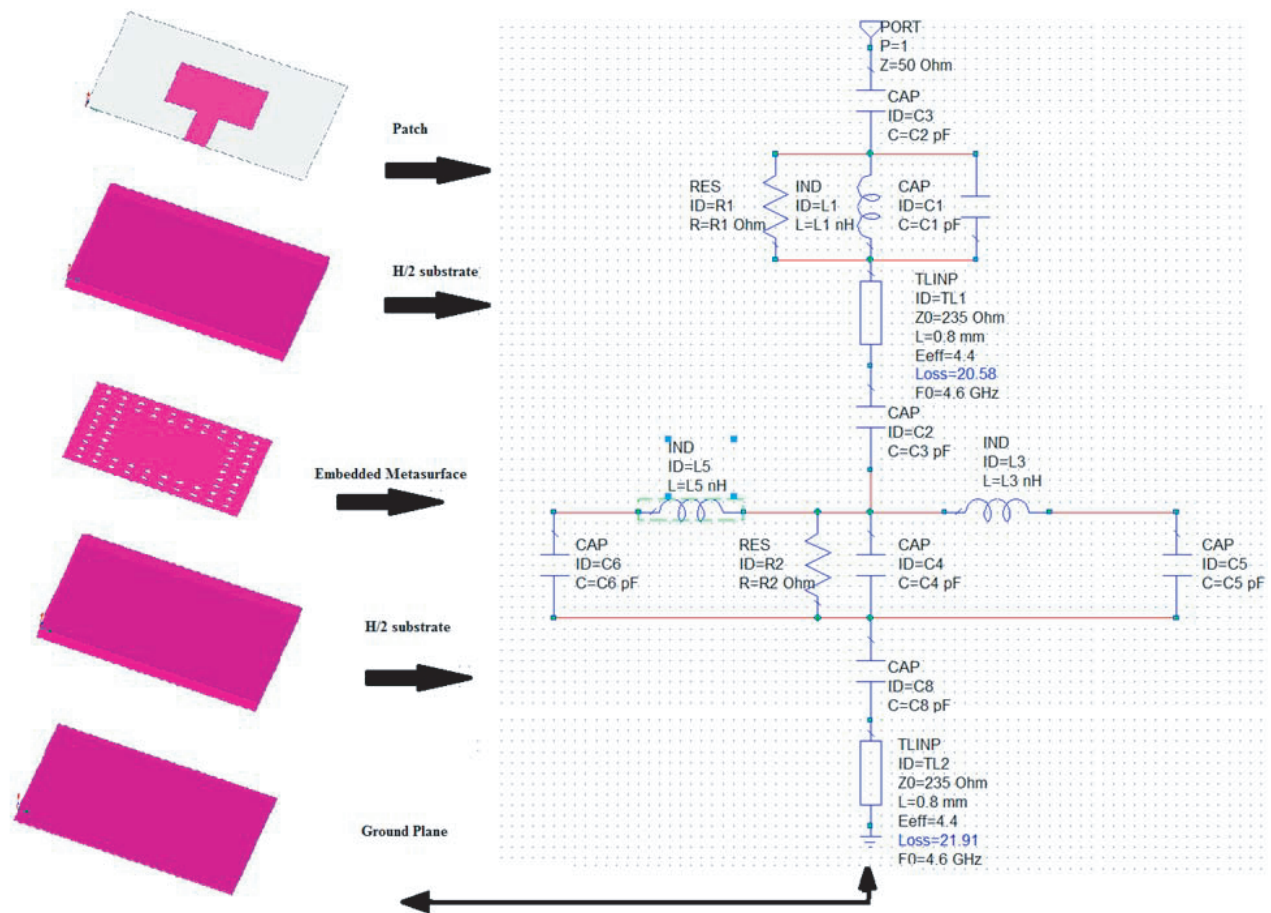 Patch
H/2 substrate
Embedded Metasurface
H/2 substrate
Ground Plane
PORT
P=1
Z=50 Ohm
CAP
ID=C3
C=C2 pF
RES
ID=R1
R=R1 Ohm
IND
ID=L1
L=L1 nH
CAP
ID=C1
C=C1 pF
TLINP
ID=TL1
Z0=235 Ohm
L=0.8 mm
Eeff=4.4
Loss=20.58
F0=4.6 GHz
CAP
ID=C2
C=C3 pF
IND
ID=L5
L=L5 nH
IND
ID=L3
L=L3 nH
CAP
ID=C6
C=C6 pF
RES
ID=R2
R=R2 Ohm
CAP
ID=C4
C=C4 pF
CAP
ID=C5
C=C5 pF
CAP
ID=C8
C=C8 pF
TLINP
ID=TL2
Z0=235 Ohm
L=0.8 mm
Eeff=4.4
Loss=21.91
F0=4.6 GHz